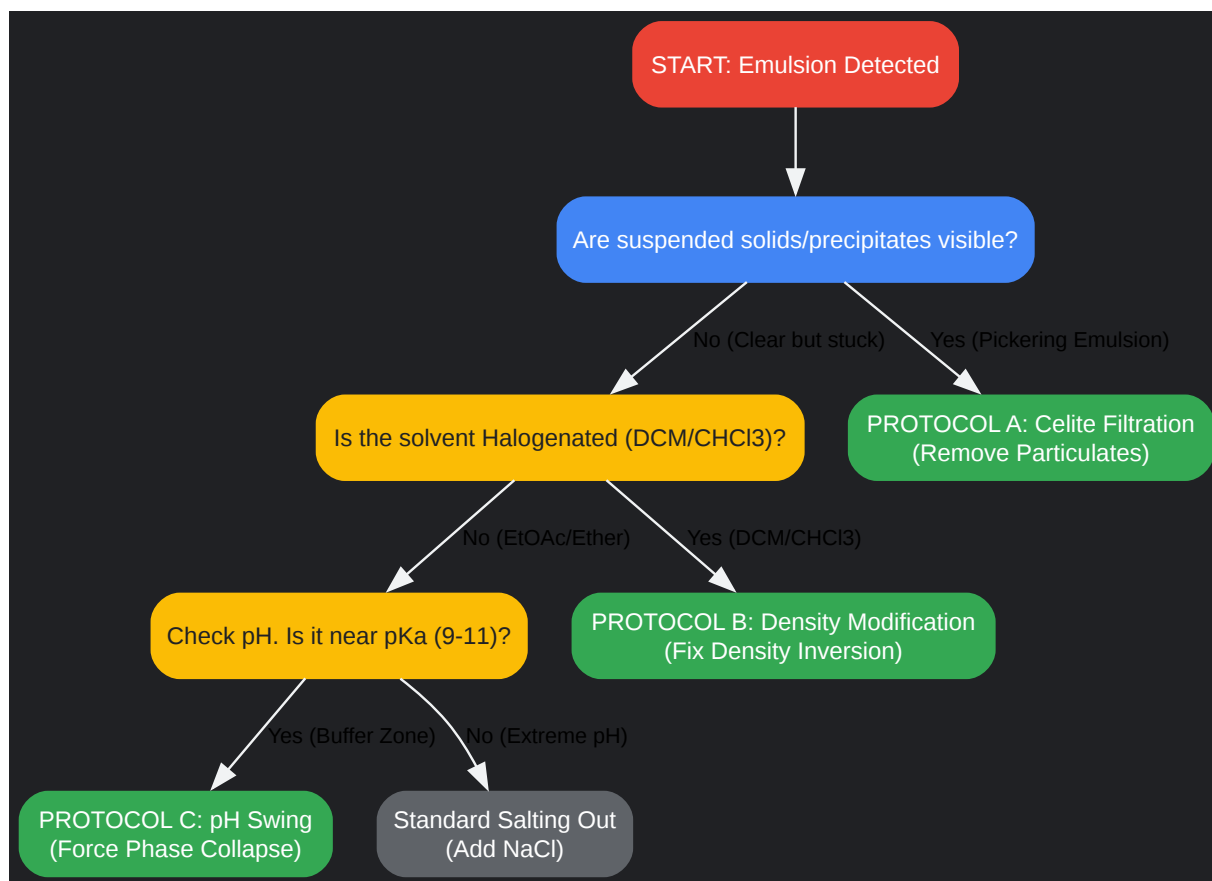 START: Emulsion Detected
Are suspended solids/precipitates visible?
No (Clear but stuck)
Yes (Pickering Emulsion)
Is the solvent Halogenated (DCM/CHCl3)?
PROTOCOL A: Celite Filtration
(Remove Particulates)
No (EtOAc/Ether)
Yes (DCM/CHCl3)
Check pH. Is it near pKa (9-11)?
PROTOCOL B: Density Modification
(Fix Density Inversion)
Yes (Buffer Zone)
No (Extreme pH)
PROTOCOL C: pH Swing
(Force Phase Collapse)
Standard Salting Out
(Add NaCl)